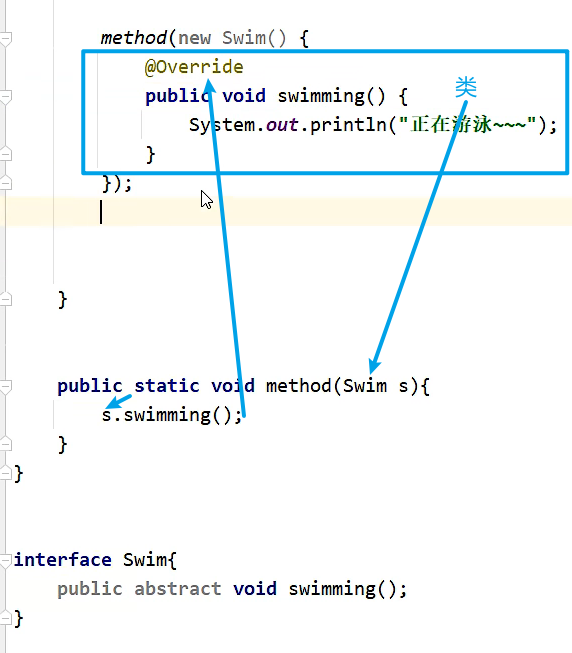 method(new Swim() {
@Override
类
public void swimming() {
System.out.println("正在游泳~~~");
}
});
}
public static void method(Swim s){
s.swimming();
}
}
interface Swim{
public abstract void swimming();
}